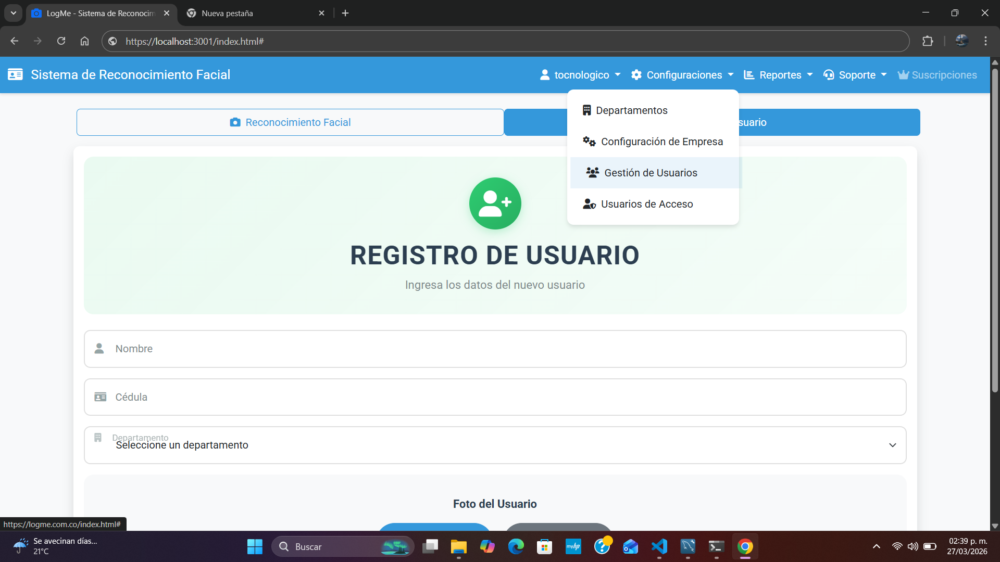 LogMe - Sistema de Reconocim
Nueva pestaña
https://localhost:3001/index.html#
Sistema de Reconocimiento Facial
tocnologico
Configuraciones
Reportes
Soporte
Suscripciones
Departamentos
Configuración de Empresa
Gestión de Usuarios
Usuarios de Acceso
Reconocimiento Facial
suario
REGISTRO DE USUARIO
Ingresa los datos del nuevo usuario
Nombre
Cédula
Departamento
Seleccione un departamento
Foto del Usuario
https://logme.com.co/index.html#
Se avecinan días...
21°C
Buscar
myhp
02:39 p. m.
27/03/2026